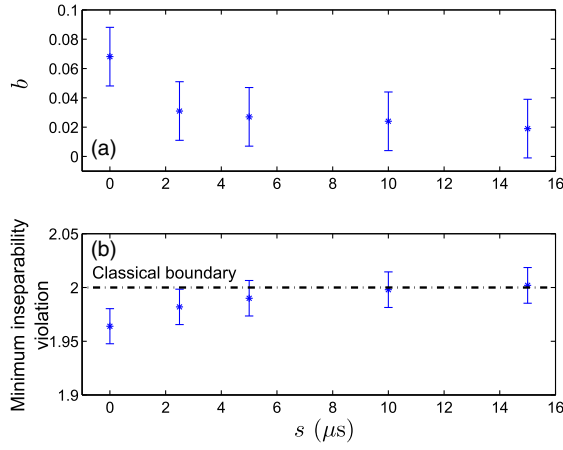 0.1
0.08
0.06
0.04
0.02
0
b
(a)
0 2 4 6 8 10 12 14 16
2.05
2
1.95
1.9
Minimum inseparability
violation
(b)
Classical boundary
0 2 4 6 8 10 12 14 16
s (μs)